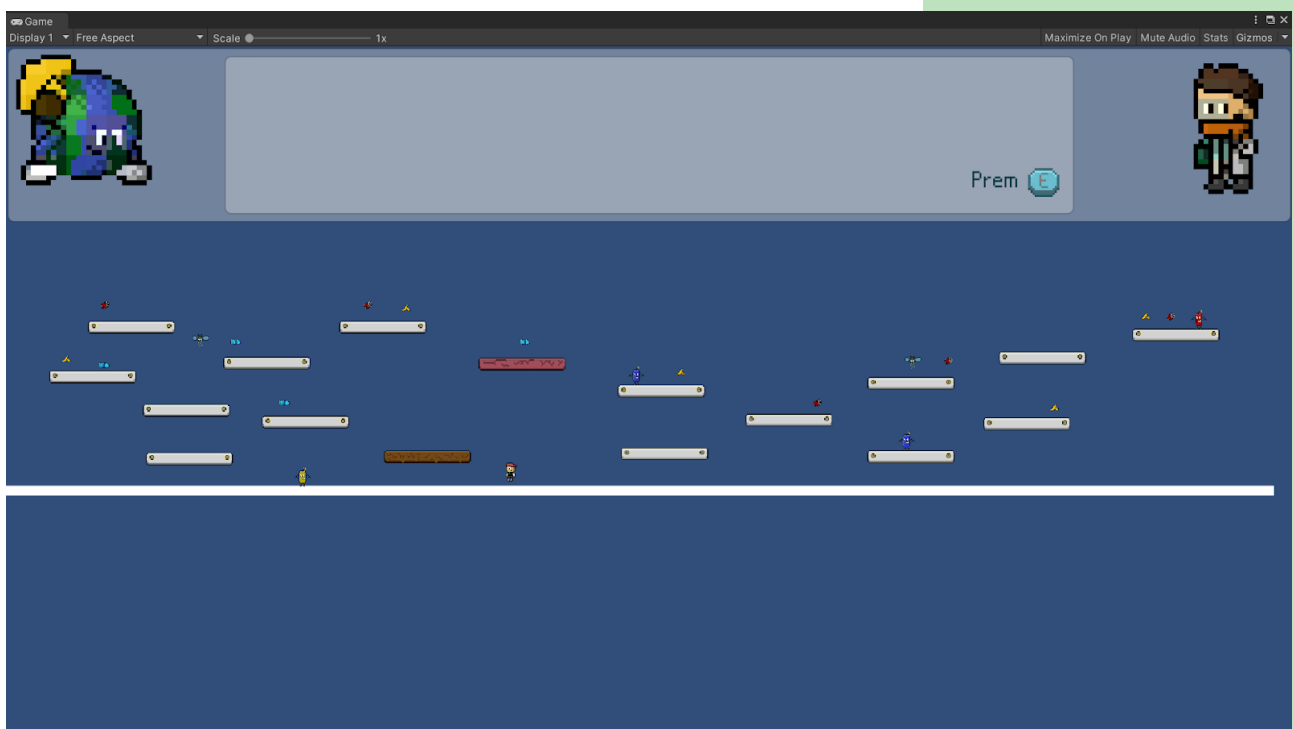 Game
Display 1 Free Aspect Scale 1x Maximize On Play Mute Audio Stats Gizmos
Prem E